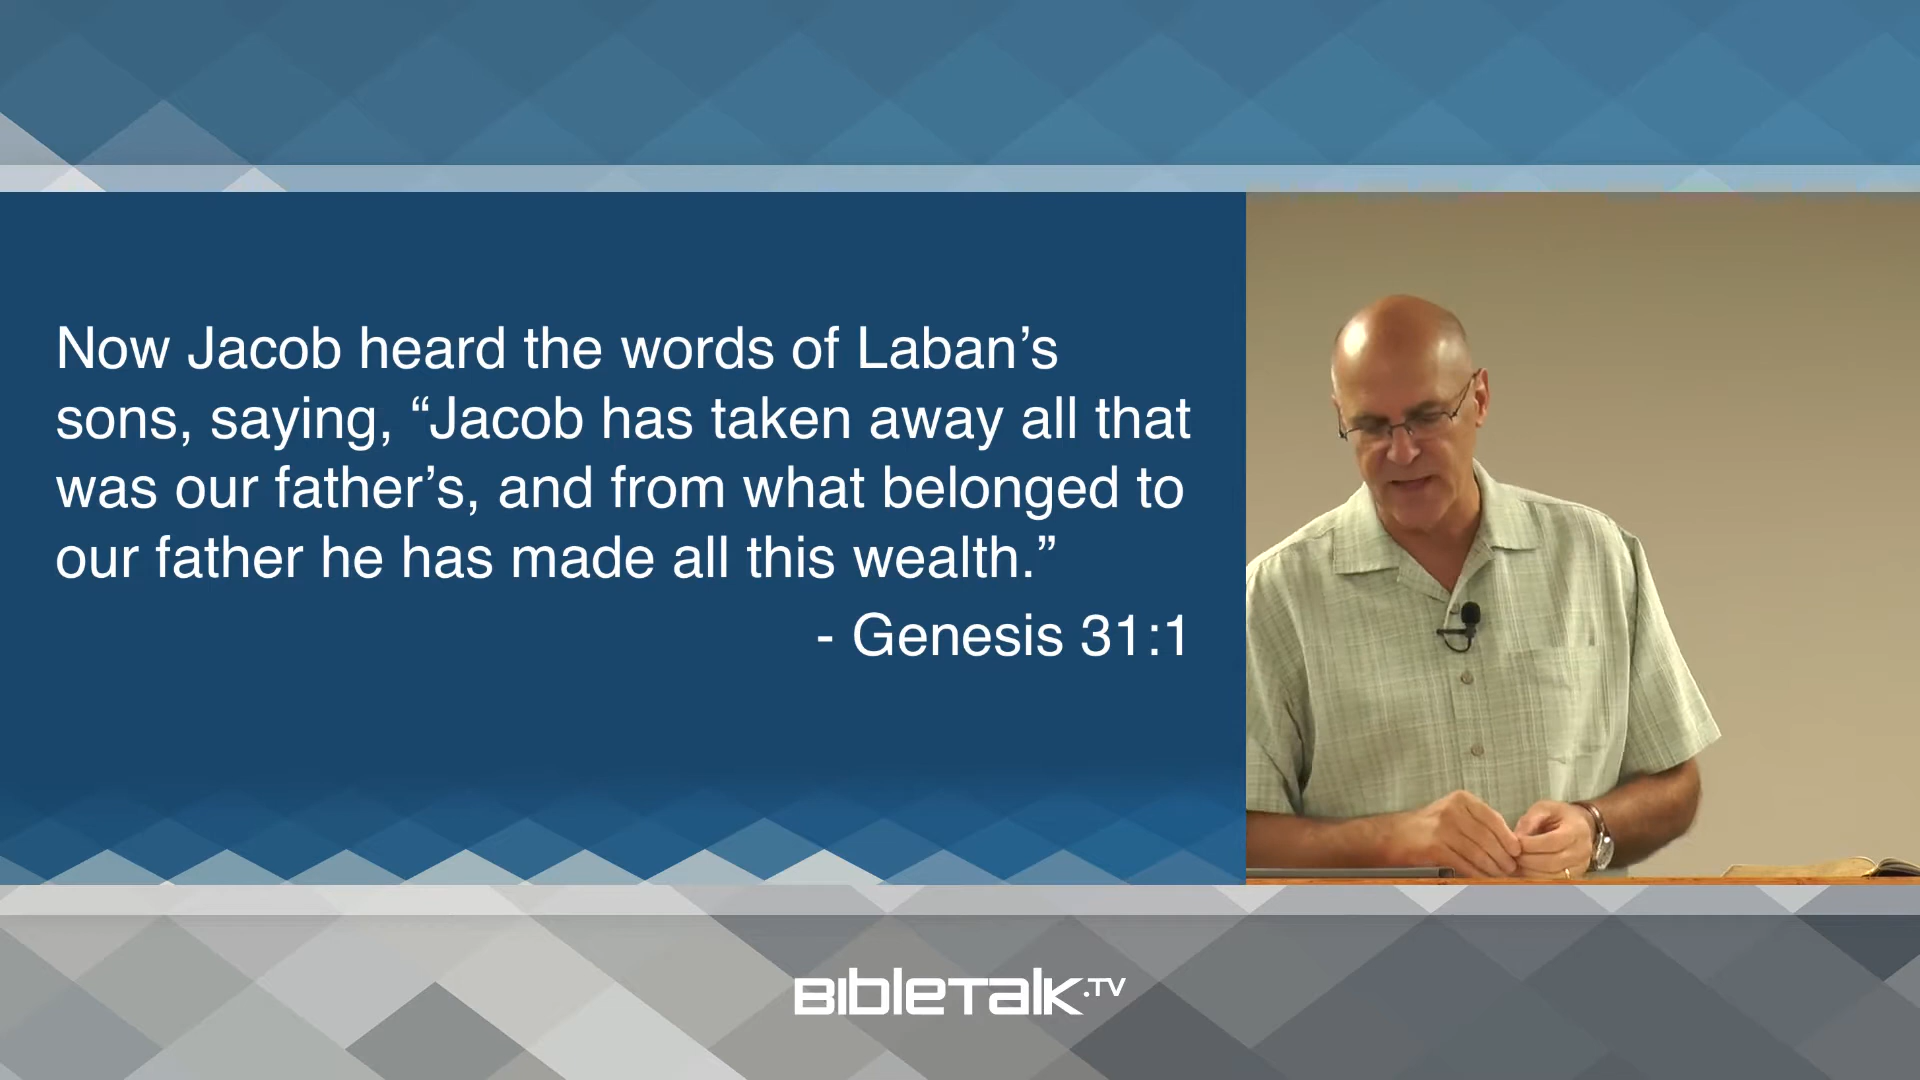 Now Jacob heard the words of Laban’s
sons, saying, “Jacob has taken away all that
was our father’s, and from what belonged to
our father he has made all this wealth.”
- Genesis 31:1
BIBLETALK.TV